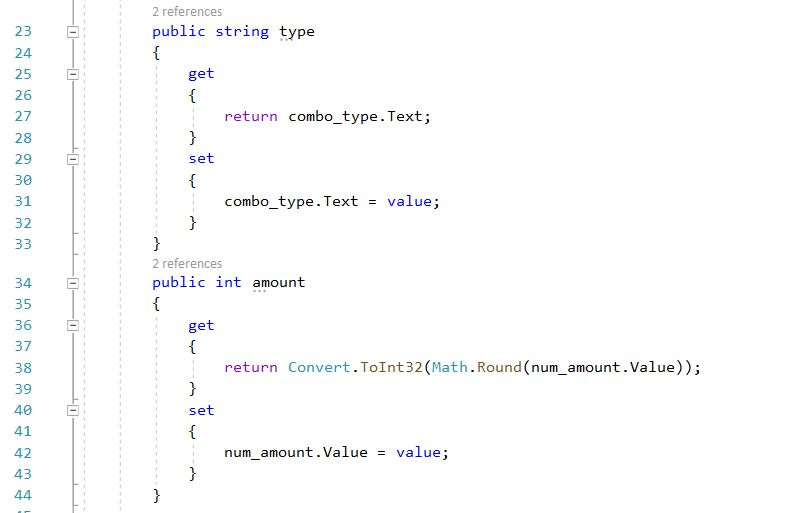 2 references
23 public string type
24 {
25 get
26 {
27 return combo_type.Text;
28 }
29 set
30 {
31 combo_type.Text = value;
32 }
33 }
2 references
34 public int amount
35 {
36 get
37 {
38 return Convert.ToInt32(Math.Round(num_amount.Value));
39 }
40 set
41 {
42 num_amount.Value = value;
43 }
44 }